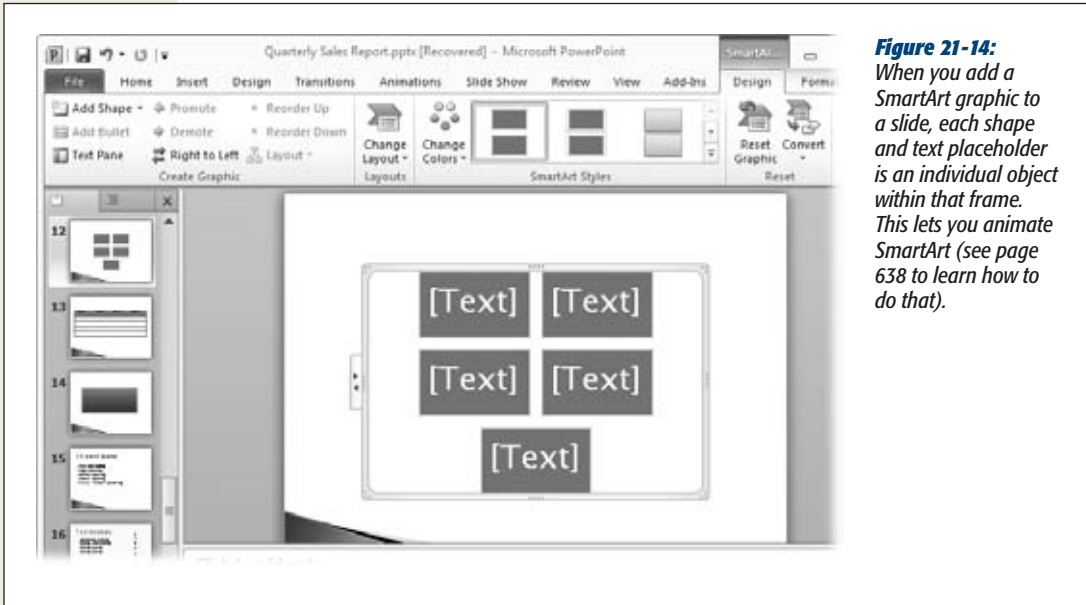 Quarterly Sales Report.pptx [Recovered] - Microsoft PowerPoint
SmartAr...
File Home Insert Design Transitions Animations Slide Show Review View Add-Ins Design Forma
Add Shape Promote Reorder Up
Add Bullet Demote Reorder Down
Text Pane Right to Left Layout
Create Graphic
Change Layout
Layouts
Change Colors
SmartArt Styles
Reset Graphic
Convert
Reset
12
13
14
15
16
[Text] [Text]
[Text] [Text]
[Text]
Figure 21-14:
When you add a
SmartArt graphic to
a slide, each shape
and text placeholder
is an individual object
within that frame.
This lets you animate
SmartArt (see page
638 to learn how to
do that).